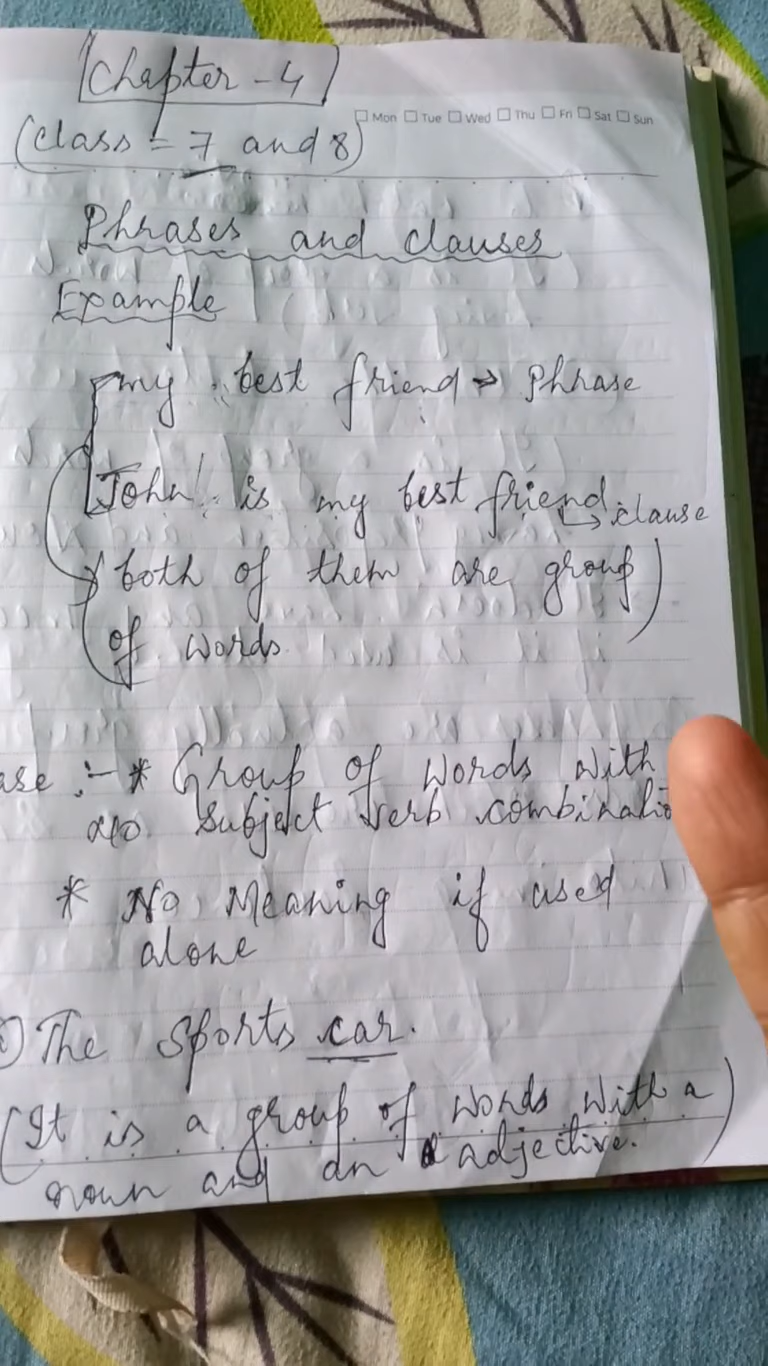 Chapter - 4
Mon Tue Wed Thu Fri Sat Sun
(class = 7 and 8)
Phrases and clauses
Example
my best friend → Phrase
John is my best friend
↳ clause
(both of them are group
of words)
ase :- * Group of words with
no subject verb combinatio
* No Meaning if used
alone
The sports car.
(It is a group of words with a
noun and an adjective.)